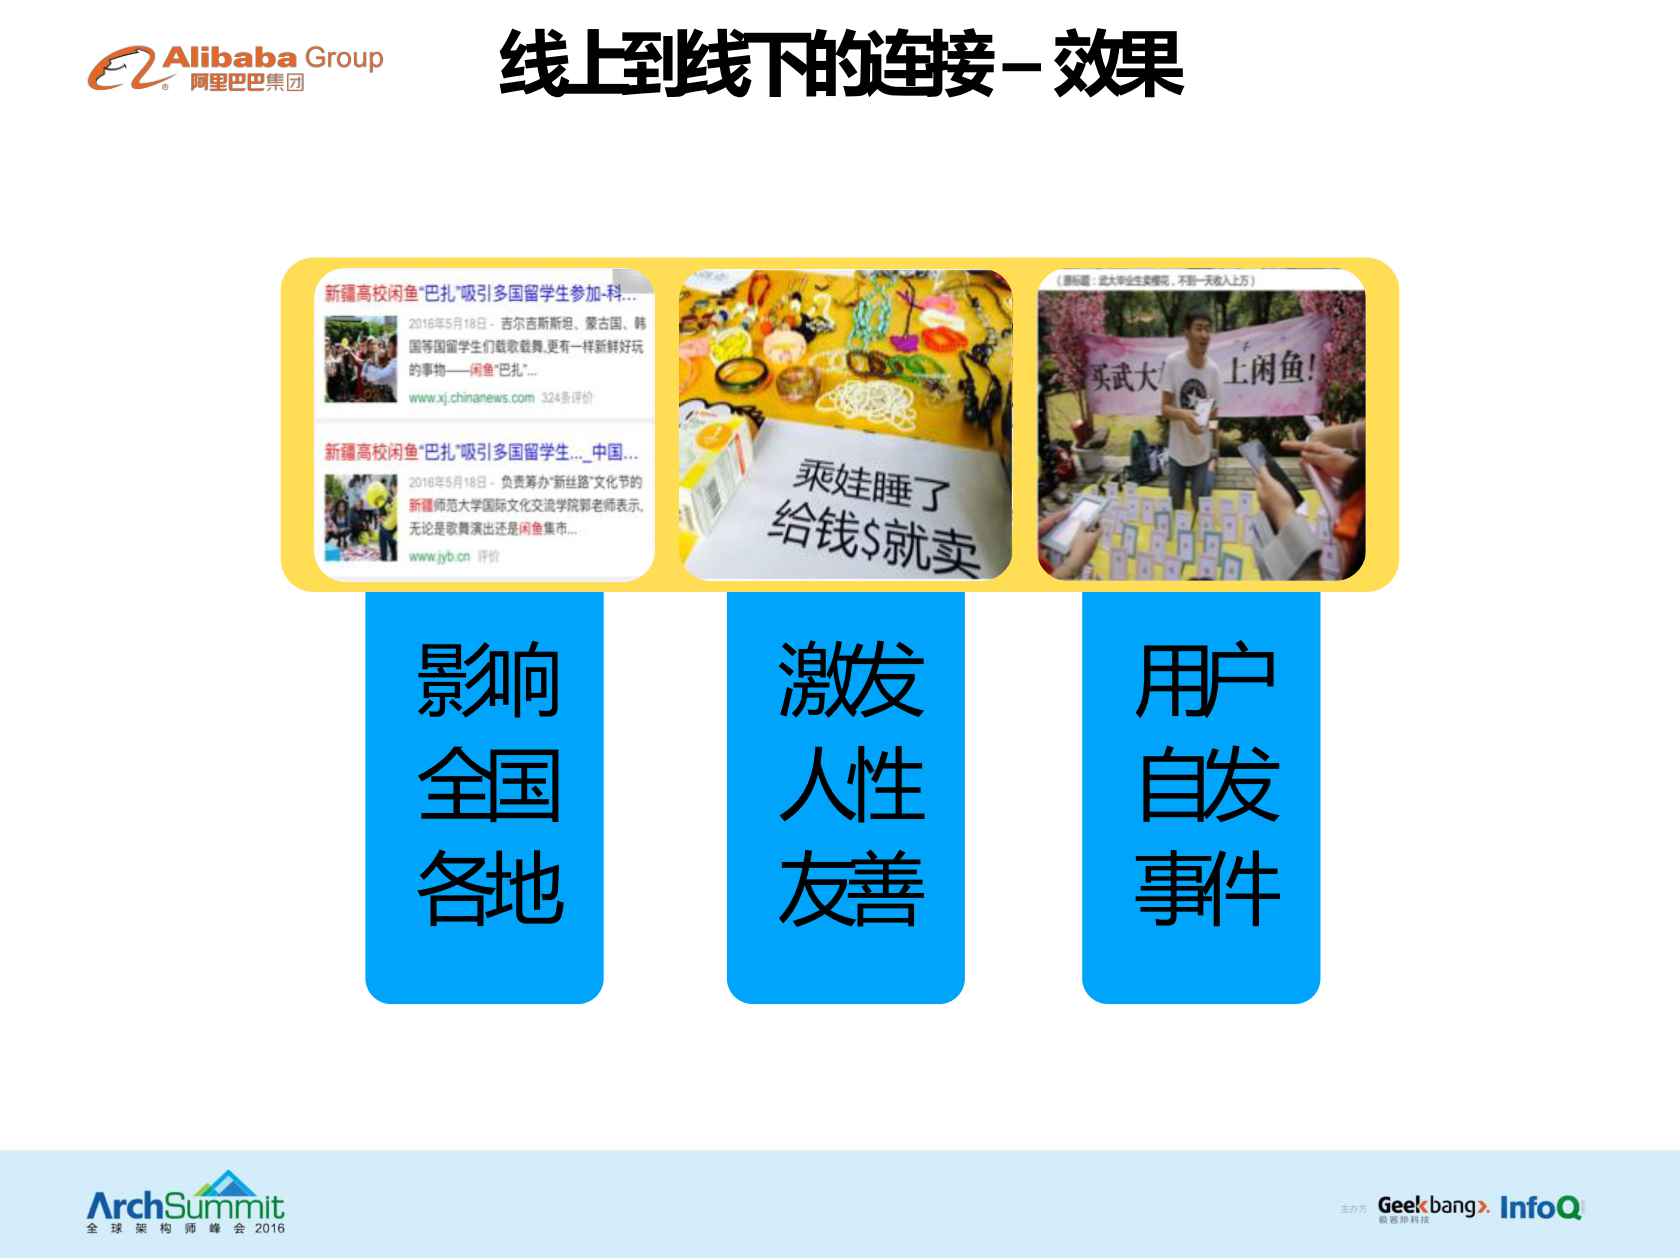 Alibaba Group
阿里巴巴集团
线上到线下的连接 – 效果
新疆高校闲鱼“巴扎”吸引多国留学生参加-科...
2016年5月18日 - 吉尔吉斯斯坦、蒙古国、韩
国等国留学生们载歌载舞,更有一样新鲜好玩
的事物——闲鱼“巴扎”...
www.xj.chinanews.com 324条评价
新疆高校闲鱼“巴扎”吸引多国留学生..._中国...
2016年5月18日 - 负责筹办“新丝路”文化节的
新疆师范大学国际文化交流学院郭老师表示,
无论是歌舞演出还是闲鱼集市...
www.jyb.cn 评价
乘娃睡了
给钱$就卖
(原标题：武大毕业生卖樱花，不到一天收入上万)
买武大
上闲鱼!
影响
全国
各地
激发
人性
友善
用户
自发
事件
ArchSummit
全球架构师峰会 2016
主办方
Geekbang>.
极客邦科技
InfoQ